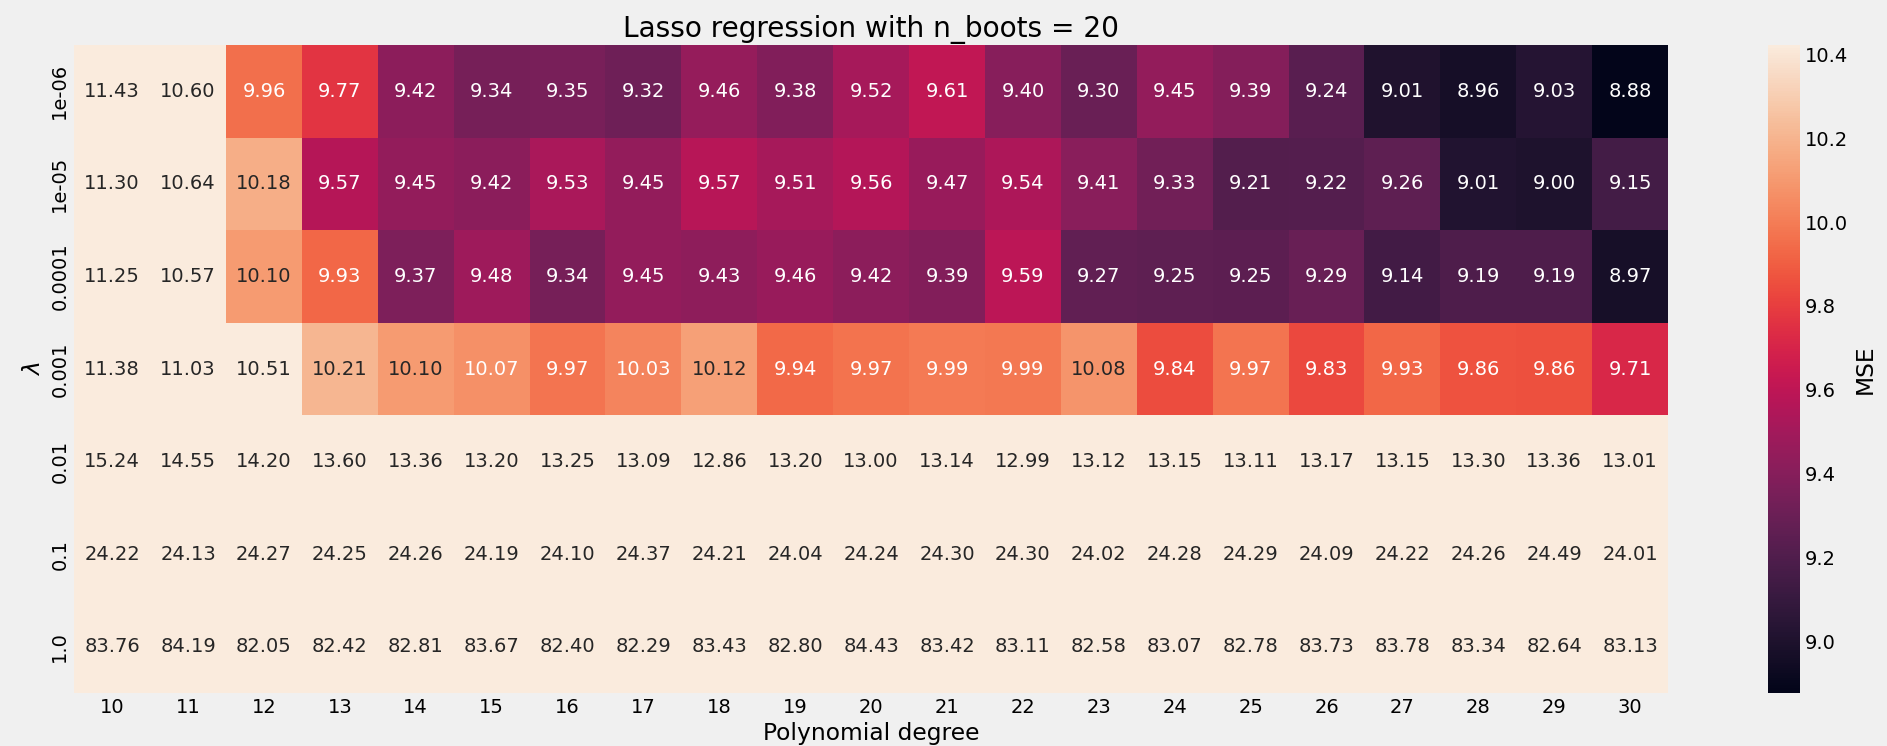 Lasso regression with n_boots = 20
1e-06 11.43 10.60 9.96 9.77 9.42 9.34 9.35 9.32 9.46 9.38 9.52 9.61 9.40 9.30 9.45 9.39 9.24 9.01 8.96 9.03 8.88
1e-05 11.30 10.64 10.18 9.57 9.45 9.42 9.53 9.45 9.57 9.51 9.56 9.47 9.54 9.41 9.33 9.21 9.22 9.26 9.01 9.00 9.15
0.0001 11.25 10.57 10.10 9.93 9.37 9.48 9.34 9.45 9.43 9.46 9.42 9.39 9.59 9.27 9.25 9.25 9.29 9.14 9.19 9.19 8.97
0.001 11.38 11.03 10.51 10.21 10.10 10.07 9.97 10.03 10.12 9.94 9.97 9.99 9.99 10.08 9.84 9.97 9.83 9.93 9.86 9.86 9.71
0.01 15.24 14.55 14.20 13.60 13.36 13.20 13.25 13.09 12.86 13.20 13.00 13.14 12.99 13.12 13.15 13.11 13.17 13.15 13.30 13.36 13.01
0.1 24.22 24.13 24.27 24.25 24.26 24.19 24.10 24.37 24.21 24.04 24.24 24.30 24.30 24.02 24.28 24.29 24.09 24.22 24.26 24.49 24.01
1.0 83.76 84.19 82.05 82.42 82.81 83.67 82.40 82.29 83.43 82.80 84.43 83.42 83.11 82.58 83.07 82.78 83.73 83.78 83.34 82.64 83.13
λ
10 11 12 13 14 15 16 17 18 19 20 21 22 23 24 25 26 27 28 29 30
Polynomial degree
10.4
10.2
10.0
9.8
9.6
9.4
9.2
9.0
MSE